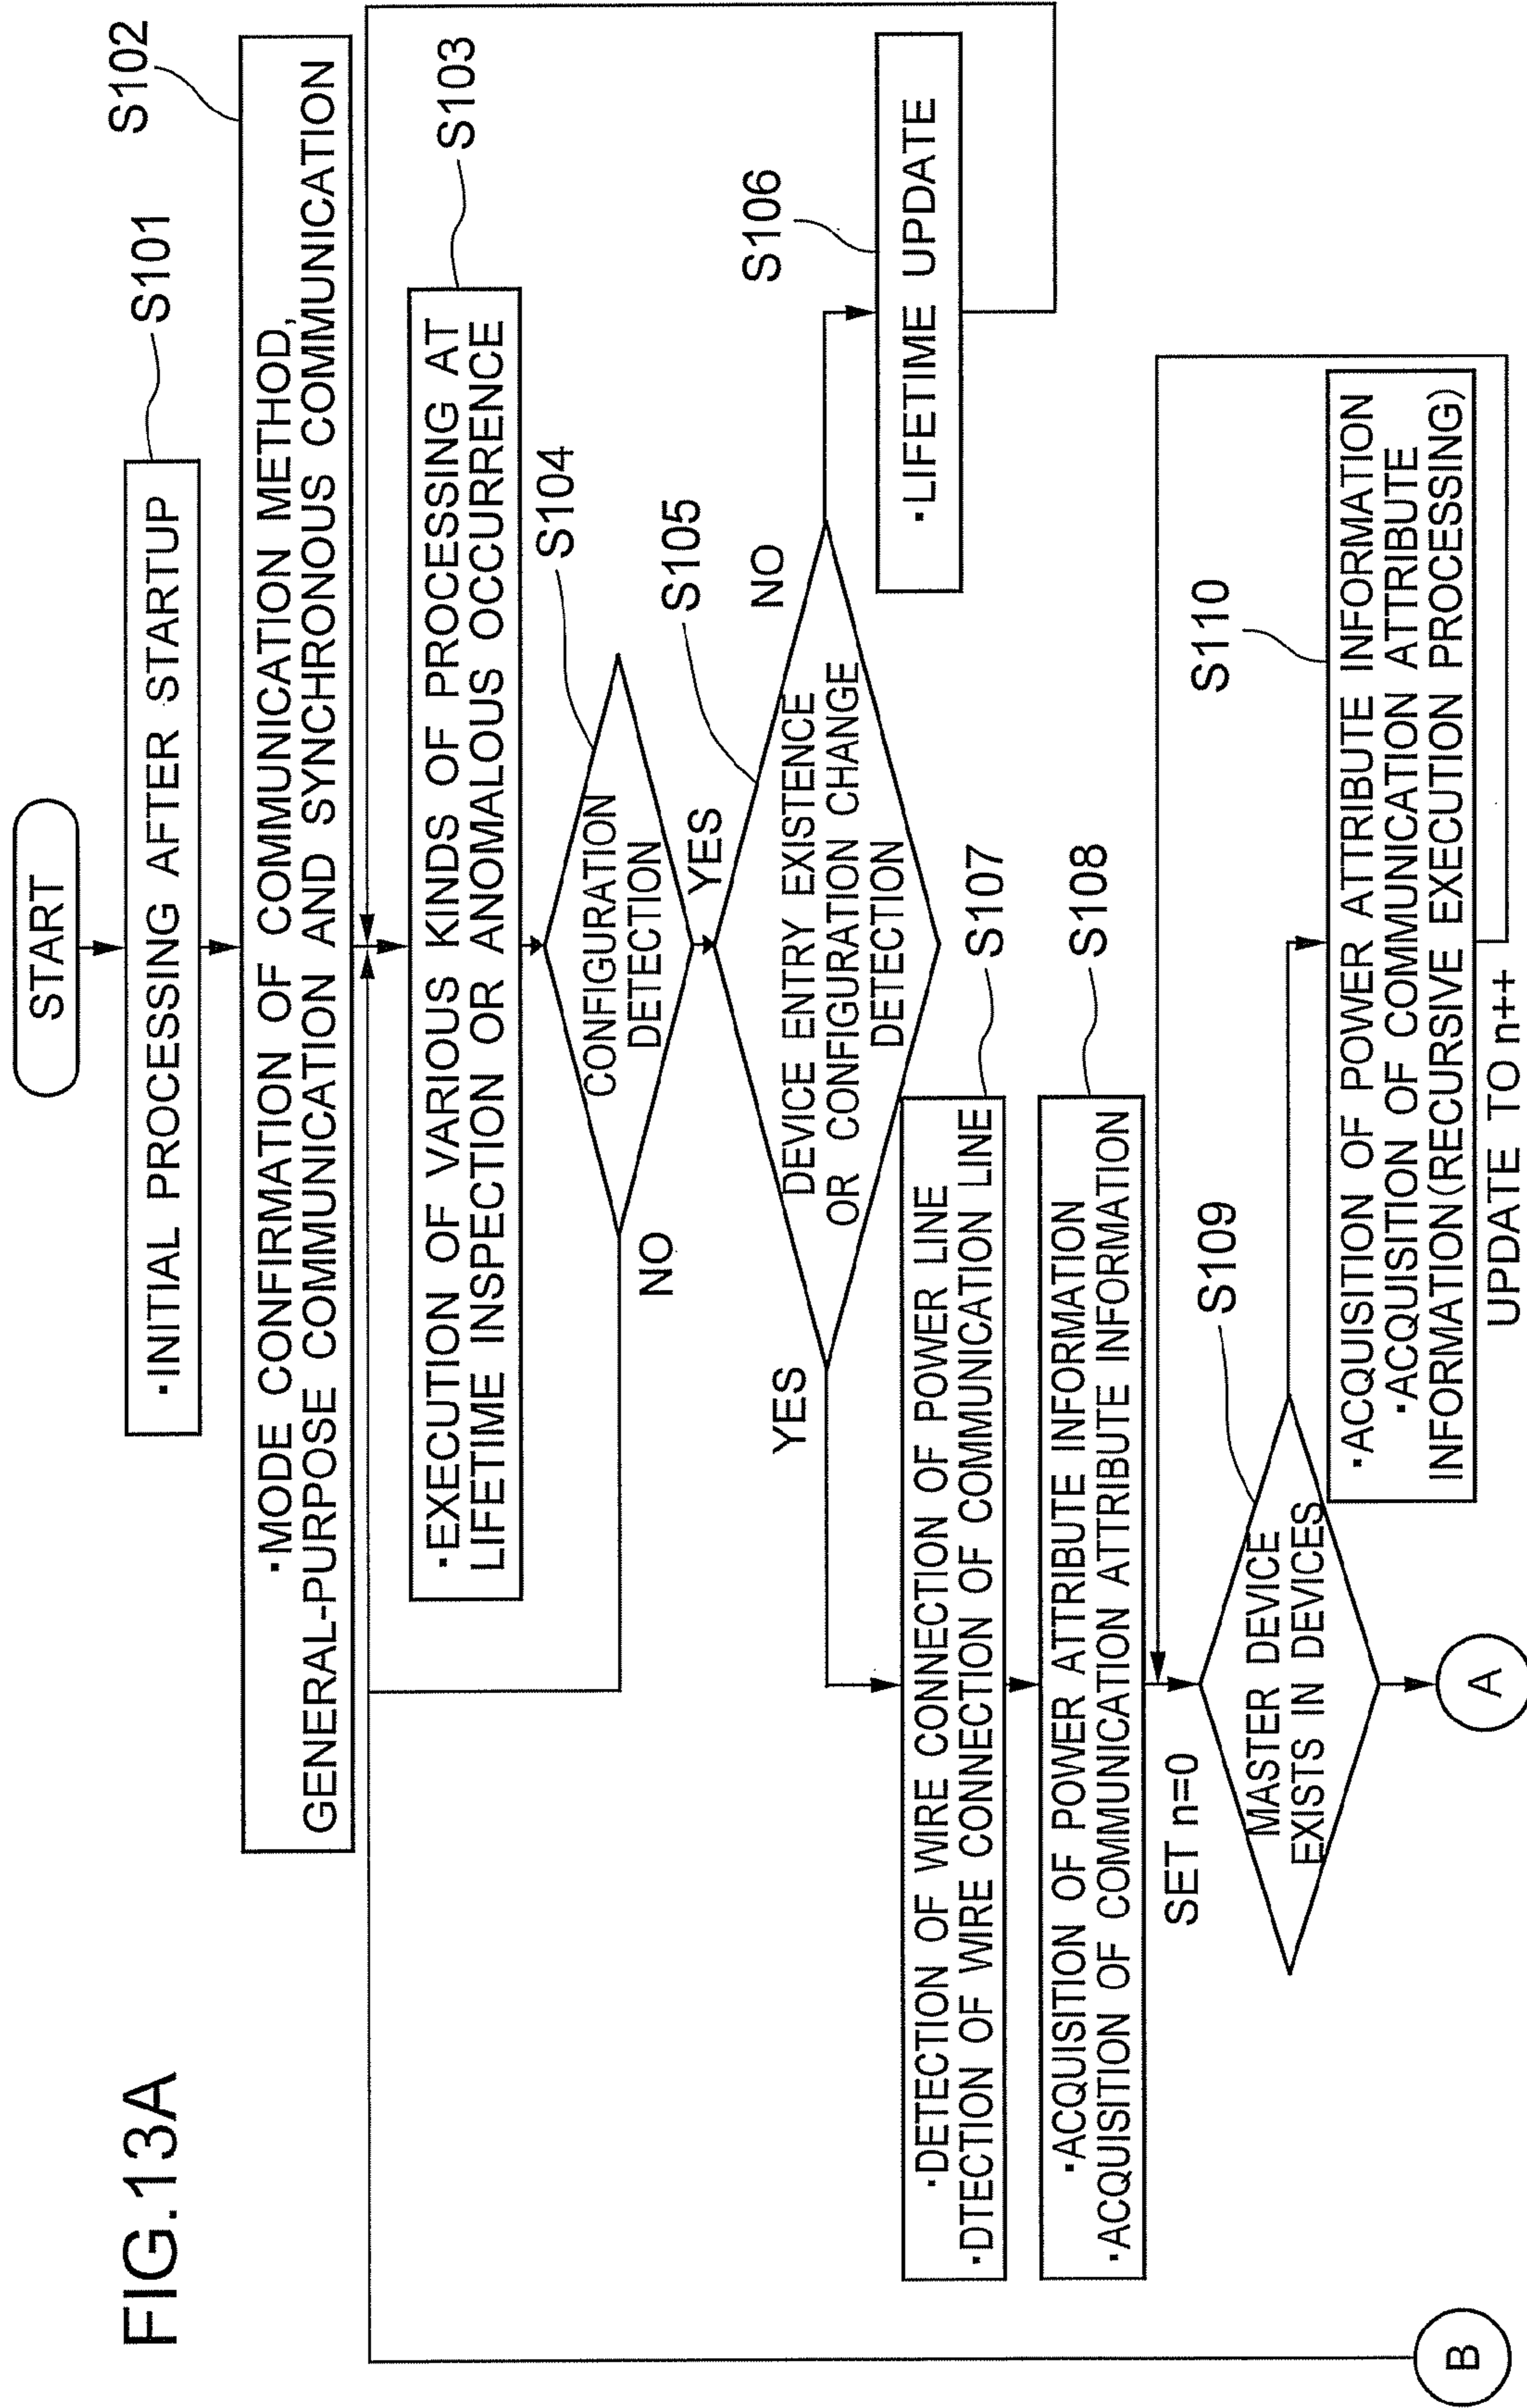 FIG.13A
START
·INITIAL PROCESSING AFTER STARTUP
S101
·MODE CONFIRMATION OF COMMUNICATION METHOD,
GENERAL-PURPOSE COMMUNICATION AND SYNCHRONOUS COMMUNICATION
S102
·EXECUTION OF VARIOUS KINDS OF PROCESSING AT
LIFETIME INSPECTION OR ANOMALOUS OCCURRENCE
S103
CONFIGURATION
DETECTION
S104
NO
YES
DEVICE ENTRY EXISTENCE
OR CONFIGURATION CHANGE
DETECTION
S105
NO
YES
·LIFETIME UPDATE
S106
·DETECTION OF WIRE CONNECTION OF POWER LINE
·DTECTION OF WIRE CONNECTION OF COMMUNICATION LINE
S107
·ACQUISITION OF POWER ATTRIBUTE INFORMATION
·ACQUISITION OF COMMUNICATION ATTRIBUTE INFORMATION
S108
SET n=0
MASTER DEVICE
EXISTS IN DEVICES
S109
·ACQUISITION OF POWER ATTRIBUTE INFORMATION
·ACQUISITION OF COMMUNICATION ATTRIBUTE
INFORMATION(RECURSIVE EXECUTION PROCESSING)
S110
UPDATE TO n++
A
B